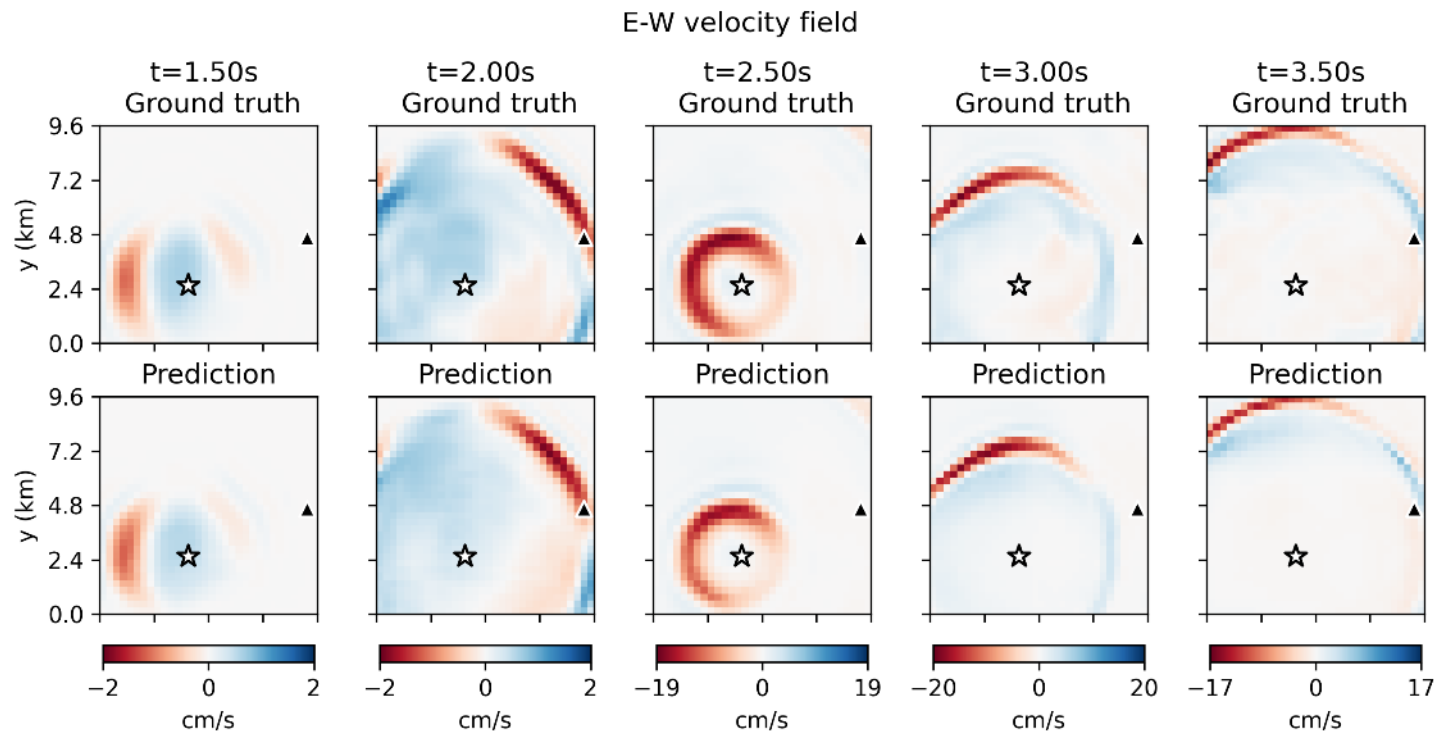 E-W velocity field
t=1.50s t=2.00s t=2.50s t=3.00s t=3.50s
Ground truth Ground truth Ground truth Ground truth Ground truth
9.6
7.2
4.8
2.4
0.0
y (km)
Prediction Prediction Prediction Prediction Prediction
9.6
7.2
4.8
2.4
0.0
y (km)
−2 0 2 −2 0 2 −19 0 19 −20 0 20 −17 0 17
cm/s cm/s cm/s cm/s cm/s